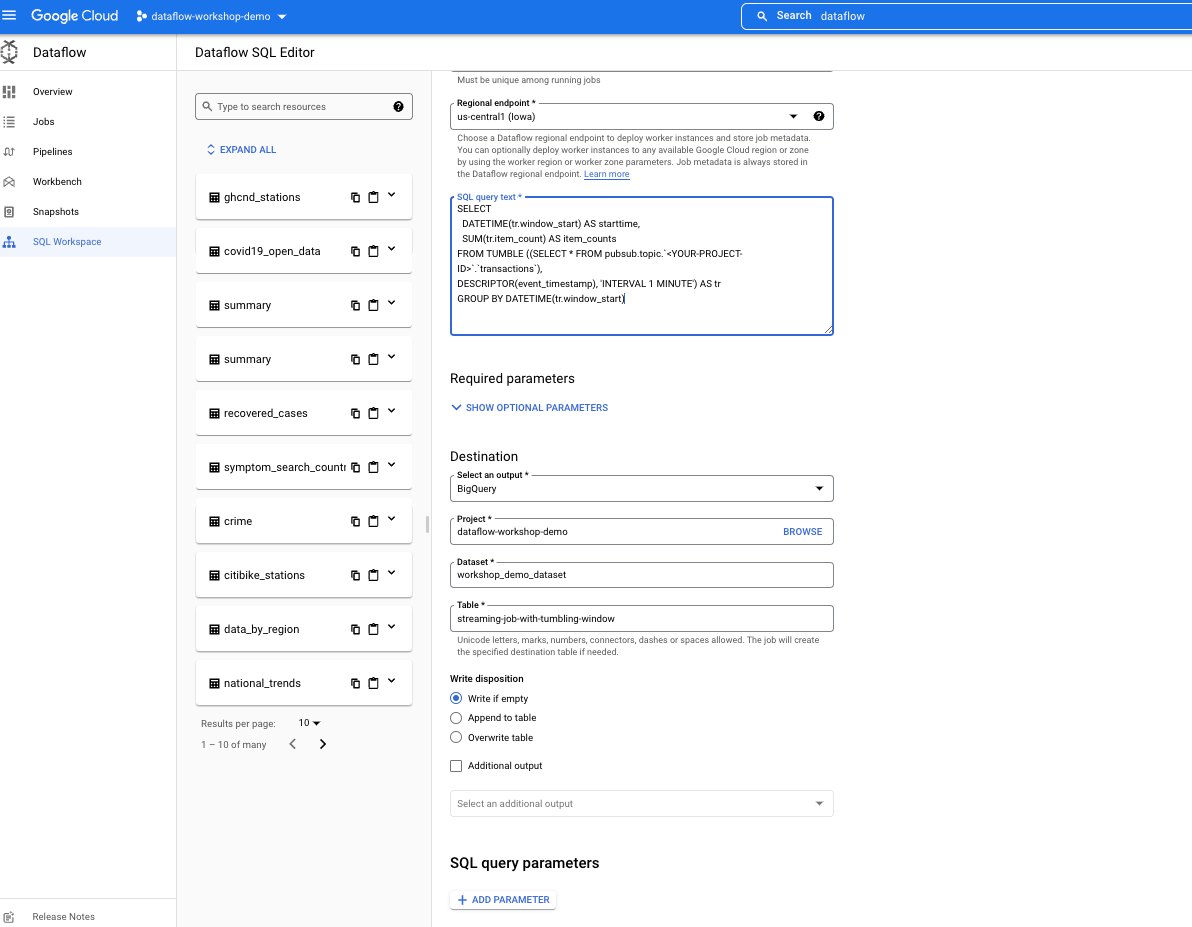 Google Cloud
dataflow-workshop-demo
Search dataflow
Dataflow
Dataflow SQL Editor
Overview
Jobs
Pipelines
Workbench
Snapshots
SQL Workspace
Release Notes
Type to search resources
EXPAND ALL
ghcnd_stations
covid19_open_data
summary
summary
recovered_cases
symptom_search_countr
crime
citibike_stations
data_by_region
national_trends
Results per page: 10
1 – 10 of many
Must be unique among running jobs
Regional endpoint *
us-central1 (Iowa)
Choose a Dataflow regional endpoint to deploy worker instances and store job metadata.
You can optionally deploy worker instances to any available Google Cloud region or zone
by using the worker region or worker zone parameters. Job metadata is always stored in
the Dataflow regional endpoint. Learn more
SQL query text *
SELECT
DATETIME(tr.window_start) AS starttime,
SUM(tr.item_count) AS item_counts
FROM TUMBLE ((SELECT * FROM pubsub.topic.`<YOUR-PROJECT-
ID>`.`transactions`),
DESCRIPTOR(event_timestamp), 'INTERVAL 1 MINUTE') AS tr
GROUP BY DATETIME(tr.window_start)
Required parameters
SHOW OPTIONAL PARAMETERS
Destination
Select an output *
BigQuery
Project *
dataflow-workshop-demo
BROWSE
Dataset *
workshop_demo_dataset
Table *
streaming-job-with-tumbling-window
Unicode letters, marks, numbers, connectors, dashes or spaces allowed. The job will create
the specified destination table if needed.
Write disposition
Write if empty
Append to table
Overwrite table
Additional output
Select an additional output
SQL query parameters
ADD PARAMETER